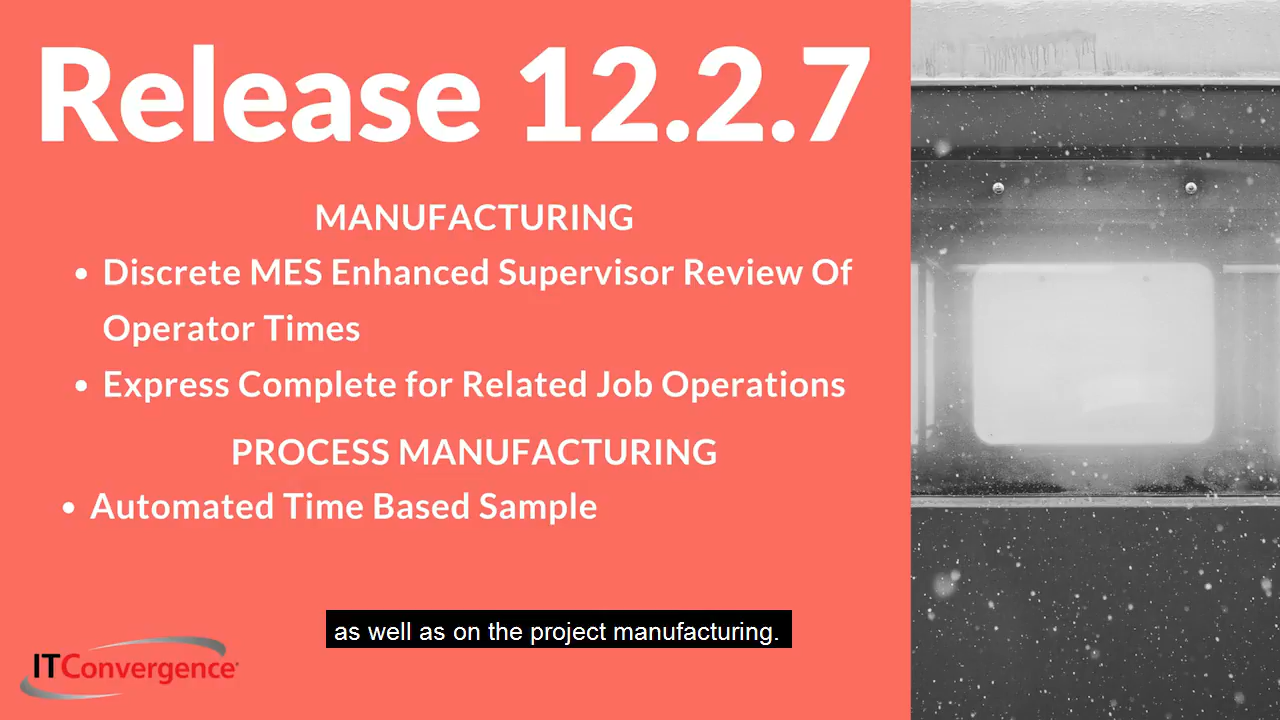 Release 12.2.7
MANUFACTURING
• Discrete MES Enhanced Supervisor Review Of
Operator Times
• Express Complete for Related Job Operations
PROCESS MANUFACTURING
• Automated Time Based Sample
as well as on the project manufacturing.
ITConvergence